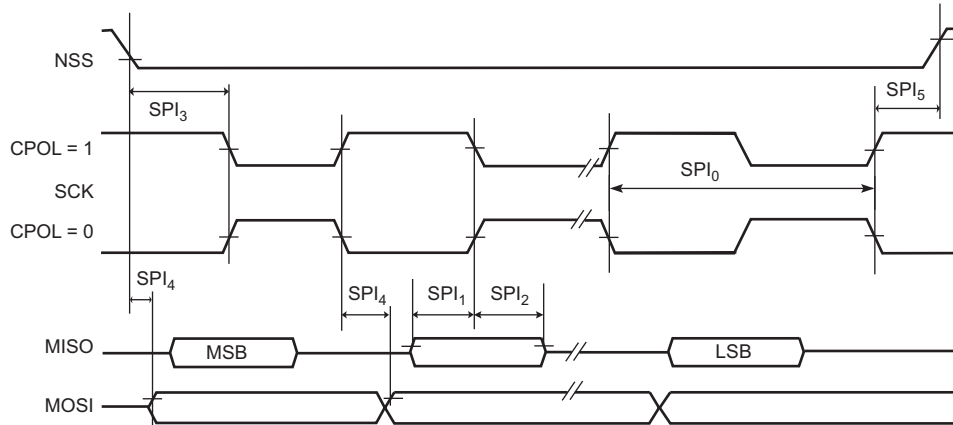 NSS
SPI3
SPI5
CPOL = 1
SPI0
SCK
CPOL = 0
SPI4
SPI4
SPI1
SPI2
MISO
MSB
LSB
MOSI